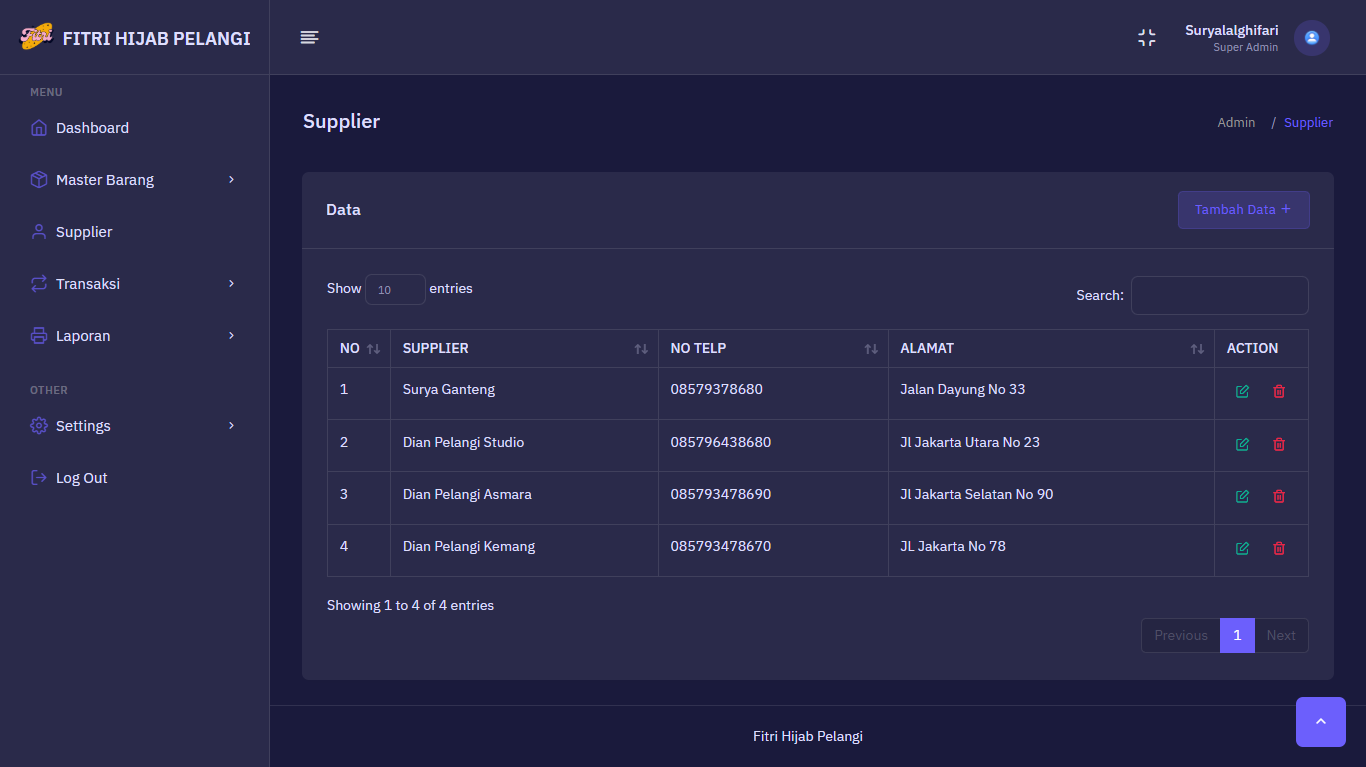 Fitri
FITRI HIJAB PELANGI
Suryalalghifari
Super Admin
MENU
Dashboard
Master Barang
Supplier
Transaksi
Laporan
OTHER
Settings
Log Out
Supplier
Admin / Supplier
Data
Tambah Data +
Show 10 entries
Search:
NO SUPPLIER NO TELP ALAMAT ACTION
1 Surya Ganteng 08579378680 Jalan Dayung No 33
2 Dian Pelangi Studio 085796438680 Jl Jakarta Utara No 23
3 Dian Pelangi Asmara 085793478690 Jl Jakarta Selatan No 90
4 Dian Pelangi Kemang 085793478670 JL Jakarta No 78
Showing 1 to 4 of 4 entries
Previous 1 Next
Fitri Hijab Pelangi